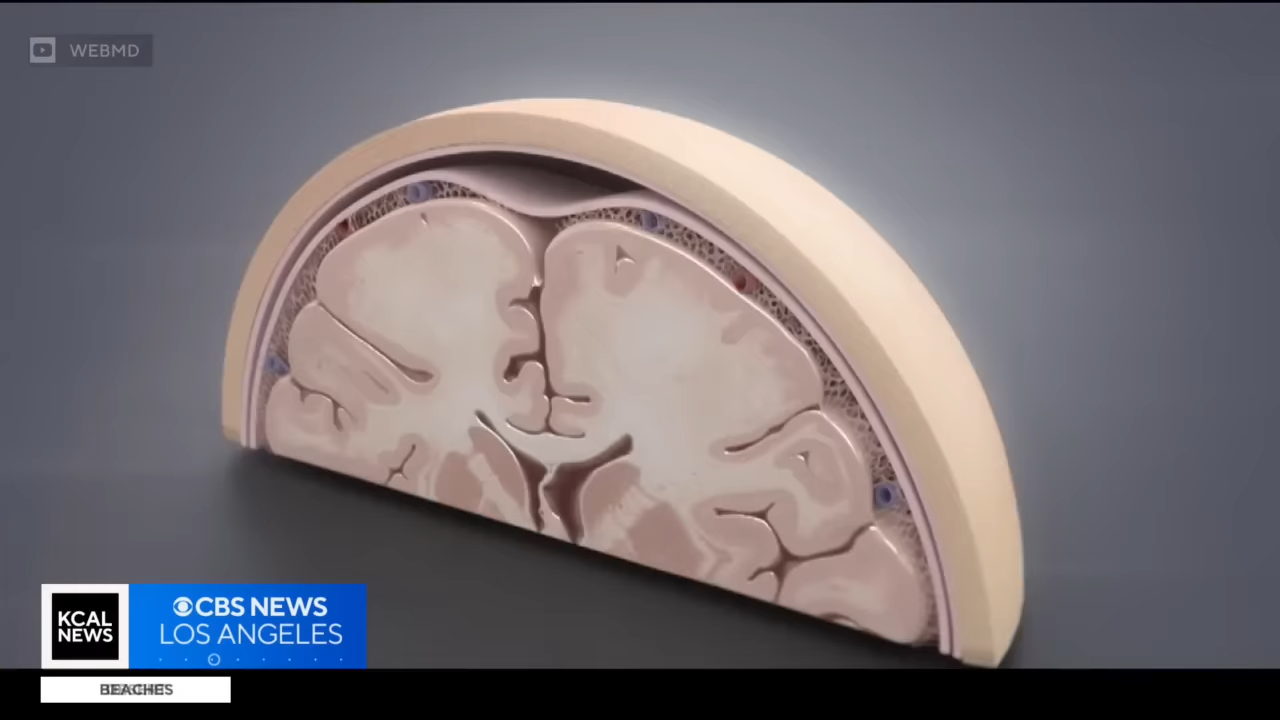 WEBMD
KCAL
NEWS
CBS NEWS
LOS ANGELES
BEACHES